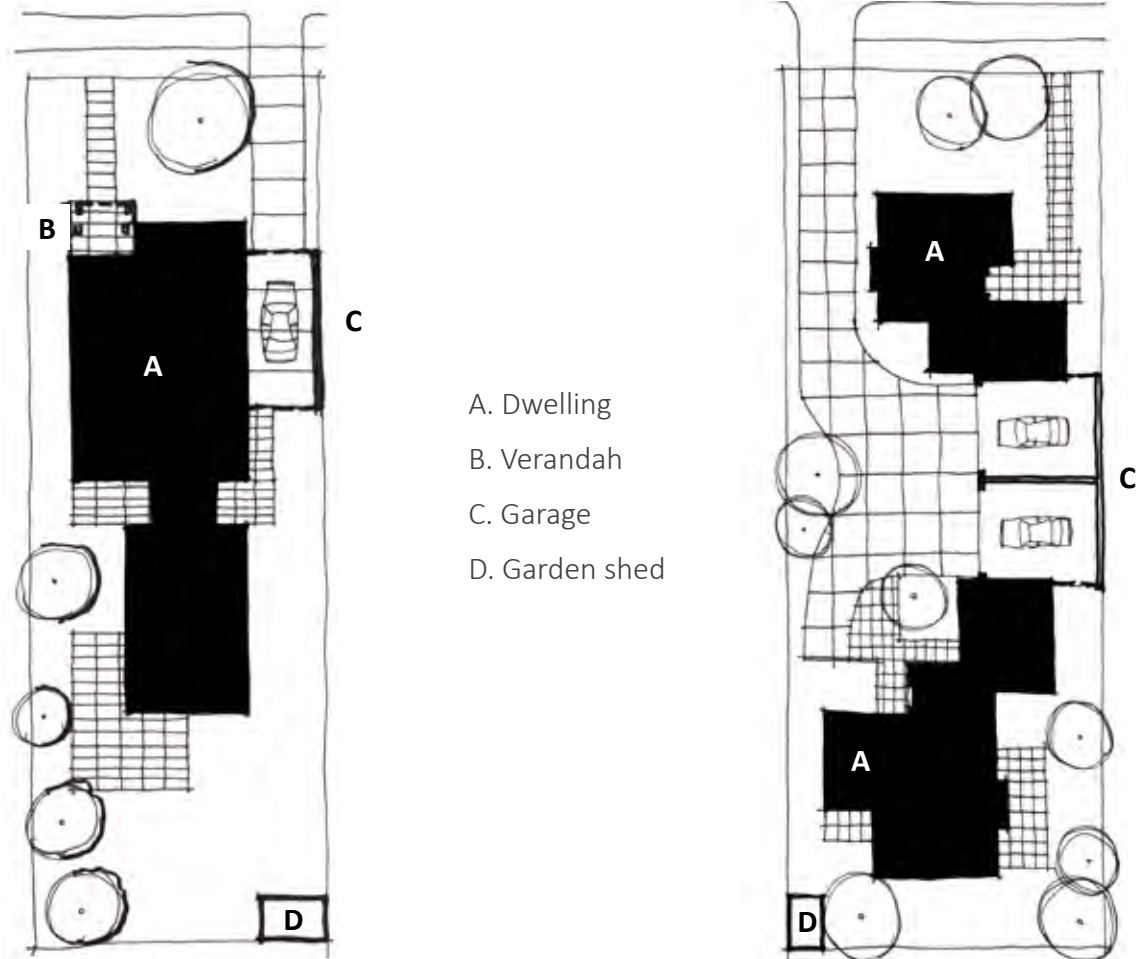 B
A
C
A. Dwelling
B. Verandah
C. Garage
D. Garden shed
D
A
C
A
D